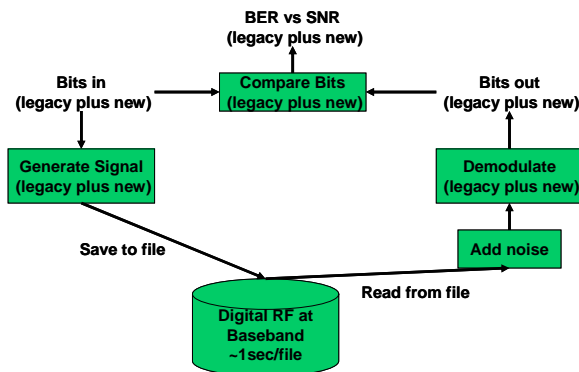 BER vs SNR
(legacy plus new)
Bits in
(legacy plus new)
Compare Bits
(legacy plus new)
Bits out
(legacy plus new)
Generate Signal
(legacy plus new)
Demodulate
(legacy plus new)
Save to file
Add noise
Read from file
Digital RF at
Baseband
~1sec/file